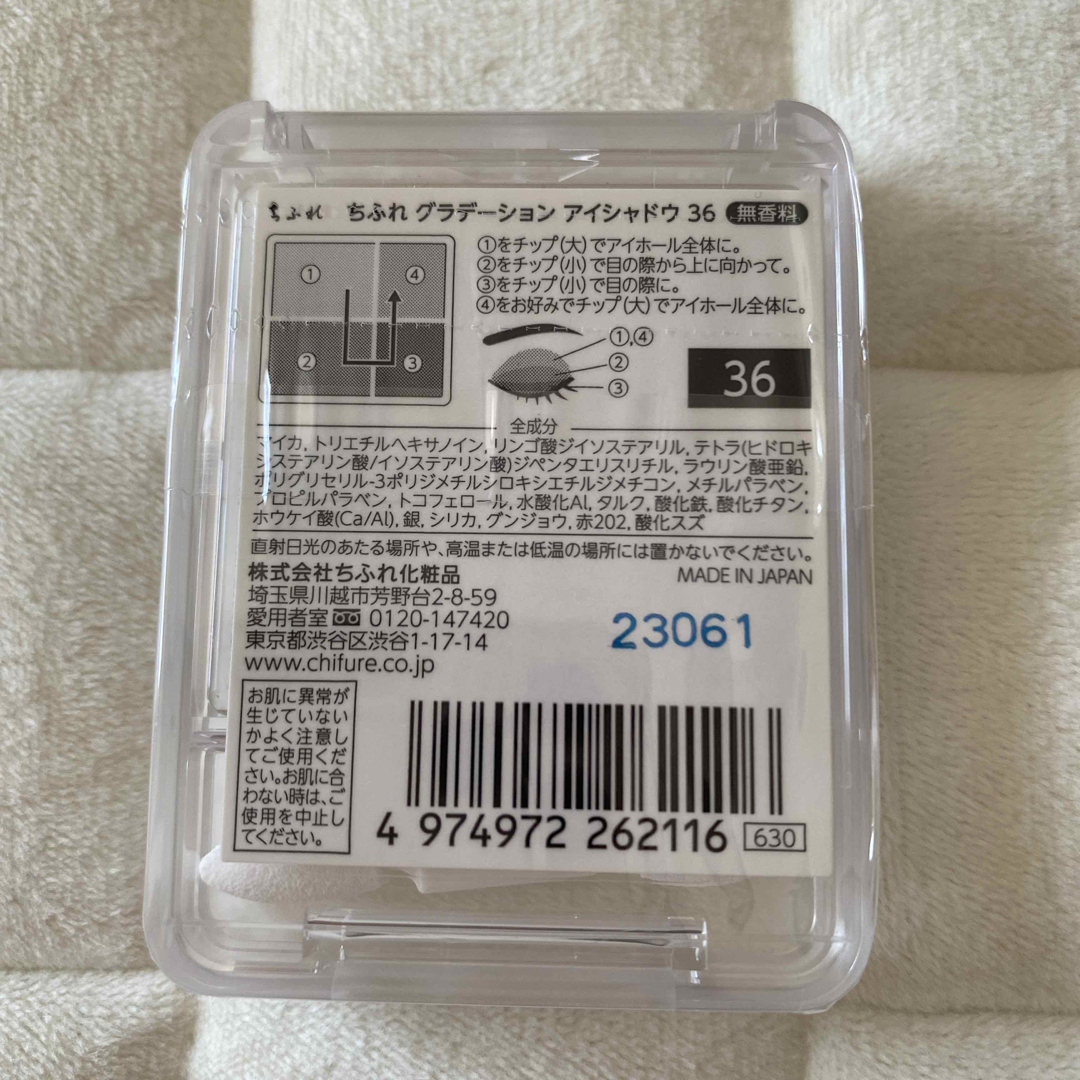 ちふれ ちふれ グラデーション アイシャドウ 36 無香料
①をチップ(大)でアイホール全体に。
②をチップ(小)で目の際から上に向かって。
③をチップ(小)で目の際に。
④をお好みでチップ(大)でアイホール全体に。
① ④
② ③
①,④
②
③
36
全成分
マイカ, トリエチルヘキサノイン, リンゴ酸ジイソステアリル, テトラ(ヒドロキ
システアリン酸/イソステアリン酸)ジペンタエリスリチル, ラウリン酸亜鉛,
ポリグリセリル-3ポリジメチルシロキシエチルジメチコン, メチルパラベン,
プロピルパラベン, トコフェロール, 水酸化Al, タルク, 酸化鉄, 酸化チタン,
ホウケイ酸(Ca/Al), 銀, シリカ, グンジョウ, 赤202, 酸化スズ
直射日光のあたる場所や、高温または低温の場所には置かないでください。
株式会社ちふれ化粧品
MADE IN JAPAN
埼玉県川越市芳野台2-8-59
愛用者室 0120-147420
東京都渋谷区渋谷1-17-14
www.chifure.co.jp
23061
お肌に異常が
生じていない
かよく注意し
てご使用くだ
さい。お肌に合
わない時は、ご
使用を中止し
てください。
4 974972 262116
630